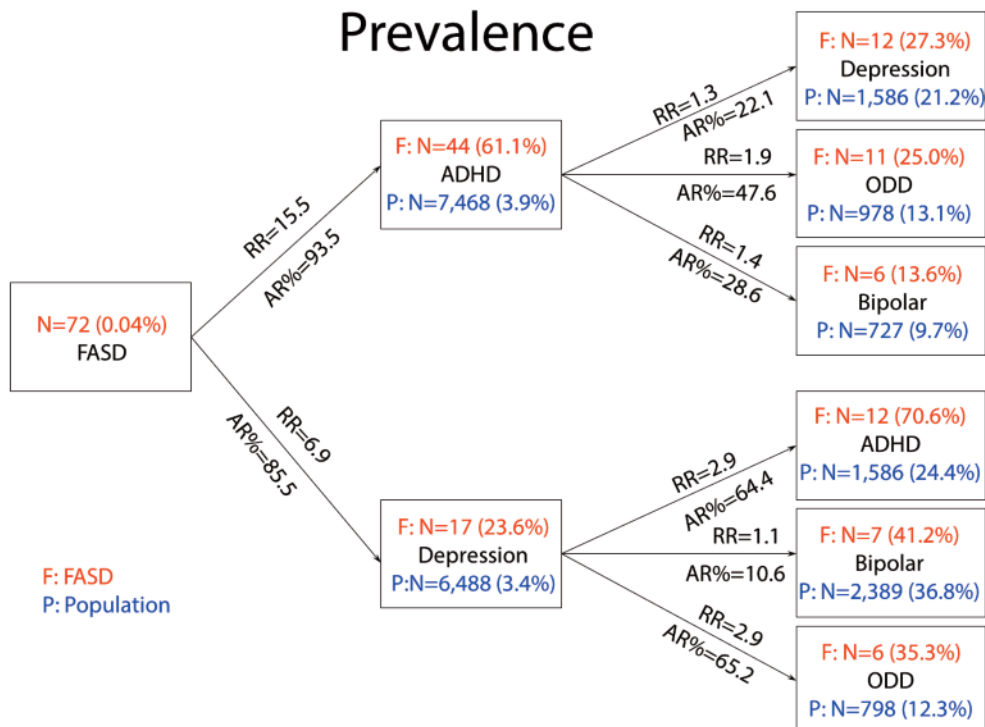 Prevalence
F: N=12 (27.3%)
Depression
P: N=1,586 (21.2%)
RR=1.3
AR%=22.1
F: N=44 (61.1%)
ADHD
P: N=7,468 (3.9%)
RR=1.9
AR%=47.6
F: N=11 (25.0%)
ODD
P: N=978 (13.1%)
RR=1.4
AR%=28.6
F: N=6 (13.6%)
Bipolar
P: N=727 (9.7%)
RR=15.5
AR%=93.5
N=72 (0.04%)
FASD
RR=6.9
AR%=85.5
F: N=12 (70.6%)
ADHD
P: N=1,586 (24.4%)
RR=2.9
AR%=64.4
F: N=17 (23.6%)
Depression
P:N=6,488 (3.4%)
RR=1.1
AR%=10.6
F: N=7 (41.2%)
Bipolar
P: N=2,389 (36.8%)
RR=2.9
AR%=65.2
F: N=6 (35.3%)
ODD
P: N=798 (12.3%)
F: FASD
P: Population